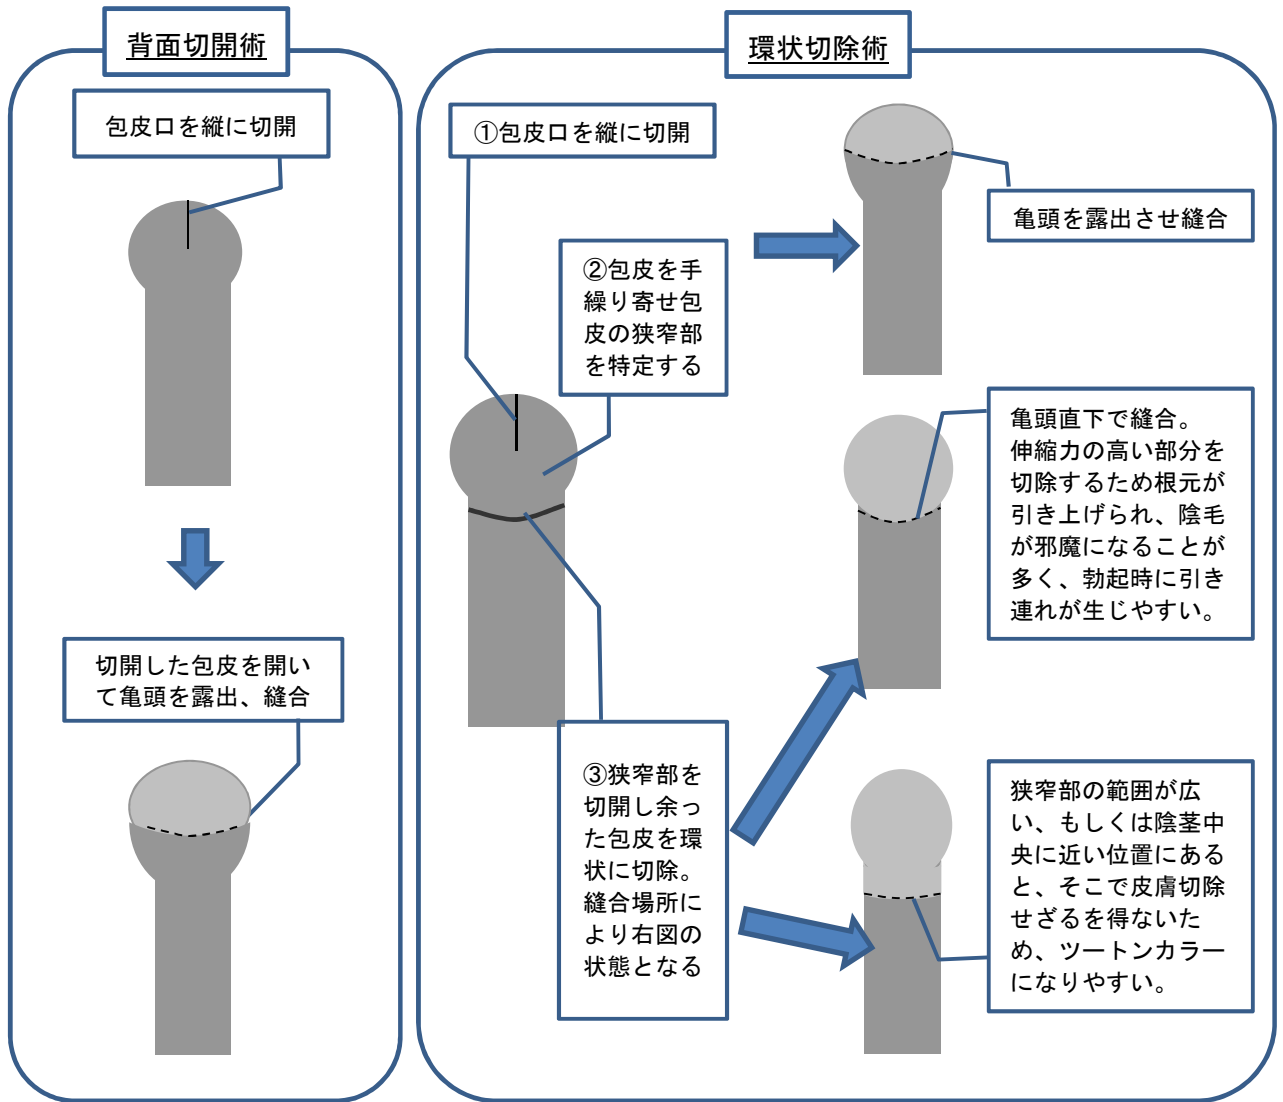 背面切開術
包皮口を縦に切開
切開した包皮を開い
て亀頭を露出、縫合
環状切除術
①包皮口を縦に切開
②包皮を手
繰り寄せ包
皮の狭窄部
を特定する
③狭窄部を
切開し余っ
た包皮を環
状に切除。
縫合場所に
より右図の
状態となる
亀頭を露出させ縫合
亀頭直下で縫合。
伸縮力の高い部分を
切除するため根元が
引き上げられ、陰毛
が邪魔になることが
多く、勃起時に引き
連れが生じやすい。
狭窄部の範囲が広
い、もしくは陰茎中
央に近い位置にある
と、そこで皮膚切除
せざるを得ないた
め、ツートンカラー
になりやすい。